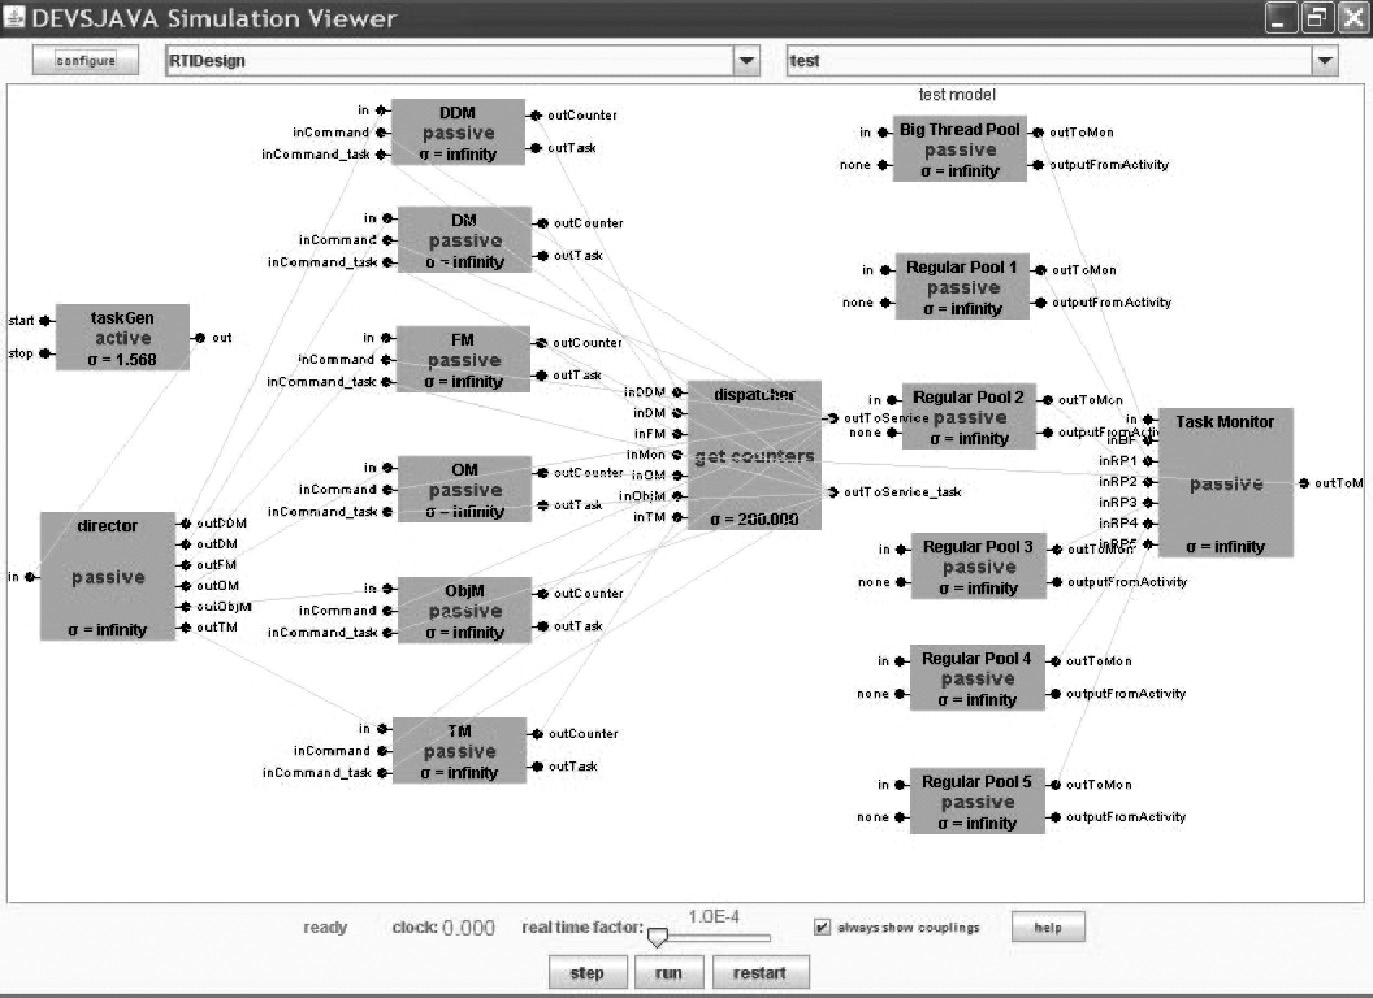 DEVSJAVA Simulation Viewer
configure
RTIDesign
test
test model
in
inCommand
inCommand_task
DDM
passive
σ = infinity
outCounter
outTask
in
none
Big Thread Pool
passive
σ = infinity
outToMon
outputFromActivity
in
inCommand
inCommand_task
DM
passive
σ = infinity
outCounter
outTask
in
none
Regular Pool 1
passive
σ = infinity
outToMon
outputFromActivity
start
stop
taskGen
active
σ = 1.568
out
in
inCommand
inCommand_task
FM
passive
σ = infinity
outCounter
outTask
inDDM
inDM
inFM
inMon
inOM
inObjM
inTM
dispatcher
get counters
σ = 200.000
outToService
outToService_task
in
none
Regular Pool 2
passive
σ = infinity
outToMon
in
inRP1
inRP2
inRP3
inRP4
Task Monitor
passive
σ = infinity
outToM
in
inCommand
inCommand_task
OM
passive
σ = infinity
outCounter
outTask
in
director
passive
σ = infinity
outDDM
outDM
outFM
outOM
outObjM
outTM
in
none
Regular Pool 3
passive
σ = infinity
outToMon
outputFromActivity
in
inCommand
inCommand_task
ObjM
passive
σ = infinity
outCounter
outTask
in
none
Regular Pool 4
passive
σ = infinity
outToMon
outputFromActivity
in
inCommand
inCommand_task
TM
passive
σ = infinity
outCounter
outTask
in
none
Regular Pool 5
passive
σ = infinity
outToMon
outputFromActivity
ready
clock: 0.000
real time factor:
1.0E-4
always show couplings
help
step
run
restart